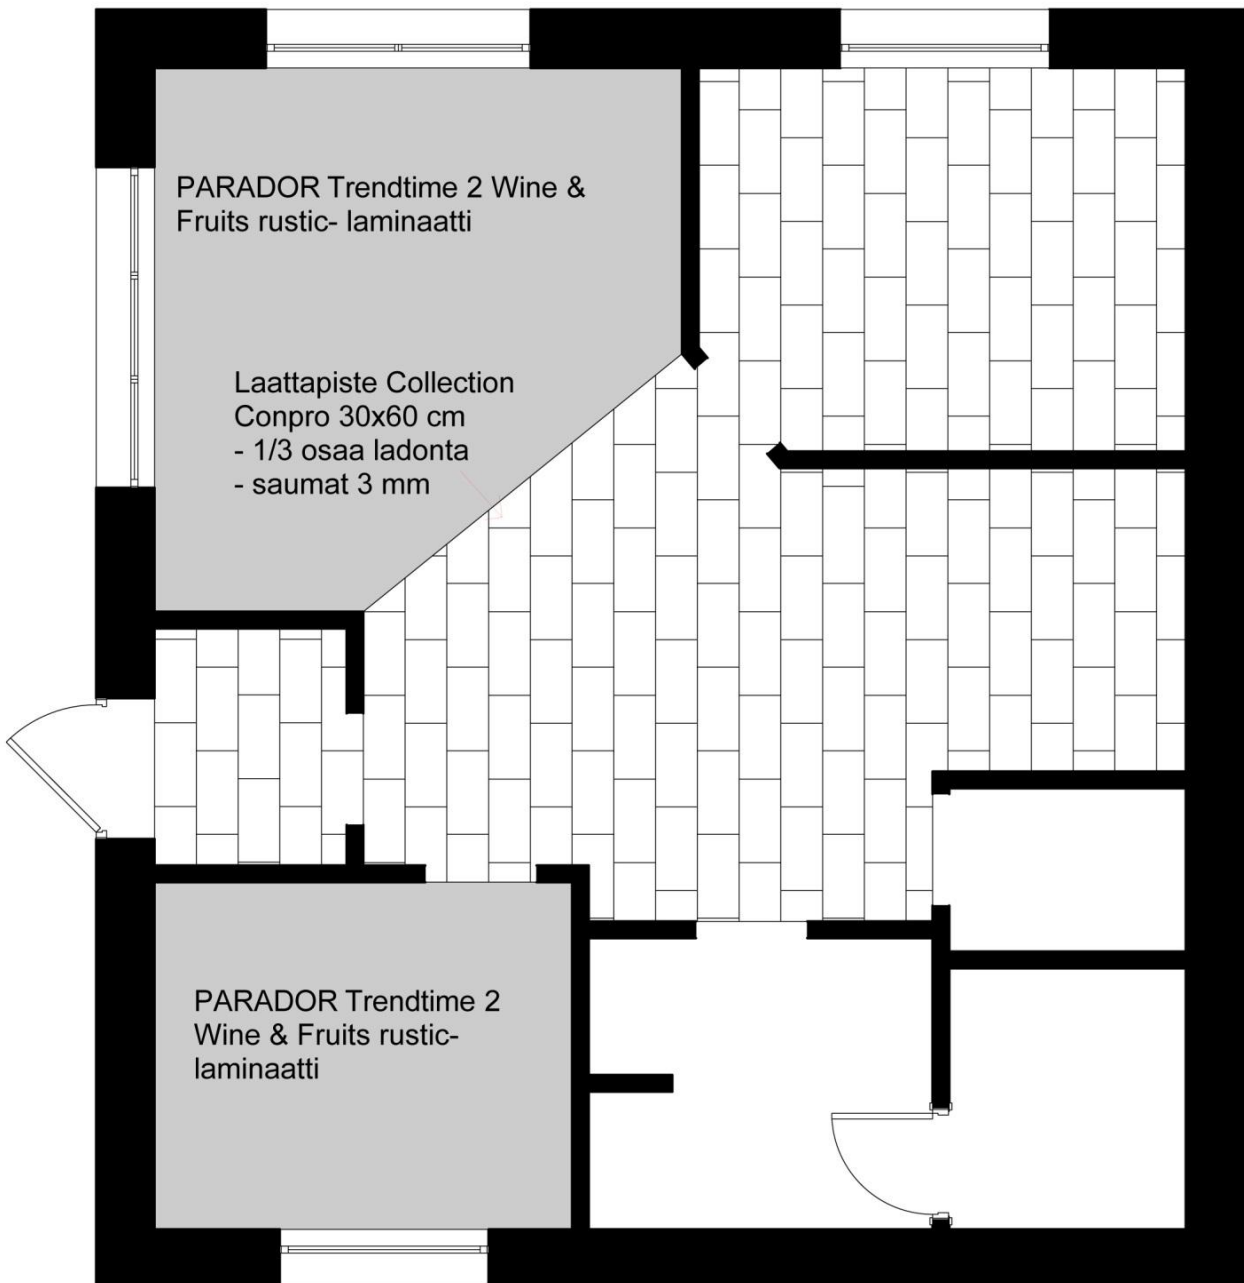 PARADOR Trendtime 2 Wine &
Fruits rustic- laminaatti
Laattapiste Collection
Conpro 30x60 cm
- 1/3 osaa ladonta
- saumat 3 mm
PARADOR Trendtime 2
Wine & Fruits rustic-
laminaatti